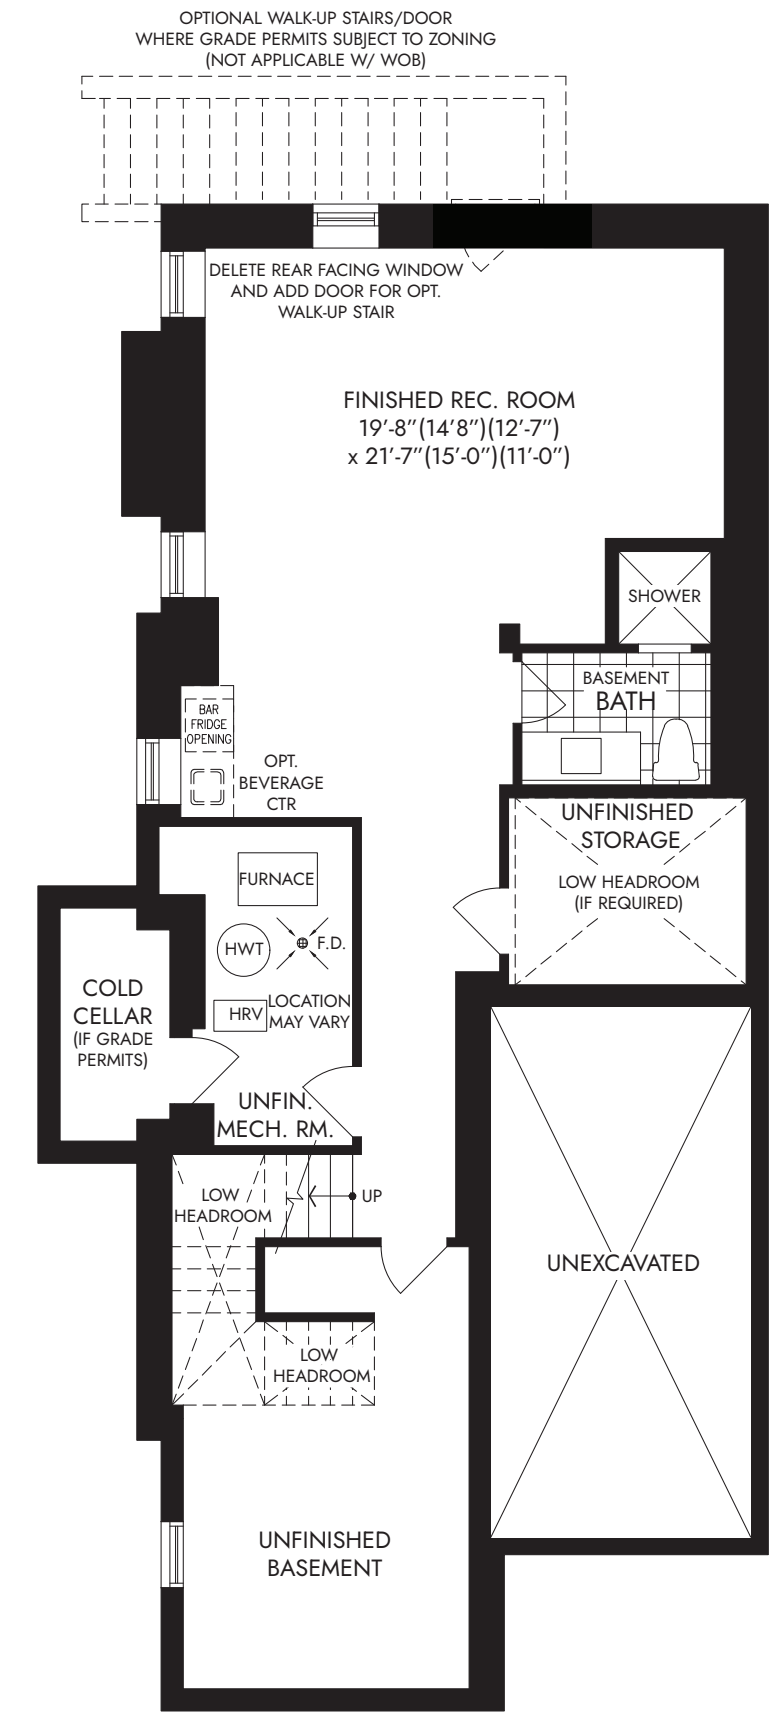 OPTIONAL WALK-UP STAIRS/DOOR
WHERE GRADE PERMITS SUBJECT TO ZONING
(NOT APPLICABLE W/ WOB)
DELETE REAR FACING WINDOW
AND ADD DOOR FOR OPT.
WALK-UP STAIR
FINISHED REC. ROOM
19'-8”(14'8”)(12'-7”)
x 21'-7”(15'-0”)(11'-0”)
SHOWER
BASEMENT
BATH
BAR
FRIDGE
OPENING
OPT.
BEVERAGE
CTR
UNFINISHED
STORAGE
LOW HEADROOM
(IF REQUIRED)
FURNACE
HWT
F.D.
HRV
LOCATION
MAY VARY
COLD
CELLAR
(IF GRADE
PERMITS)
UNFIN.
MECH. RM.
LOW
HEADROOM
UP
UNEXCAVATED
LOW
HEADROOM
UNFINISHED
BASEMENT